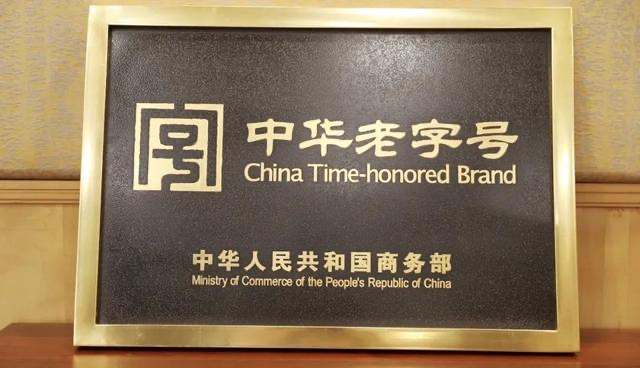 中华老字号
China Time-honored Brand
中华人民共和国商务部
Ministry of Commerce of the People's Republic of China